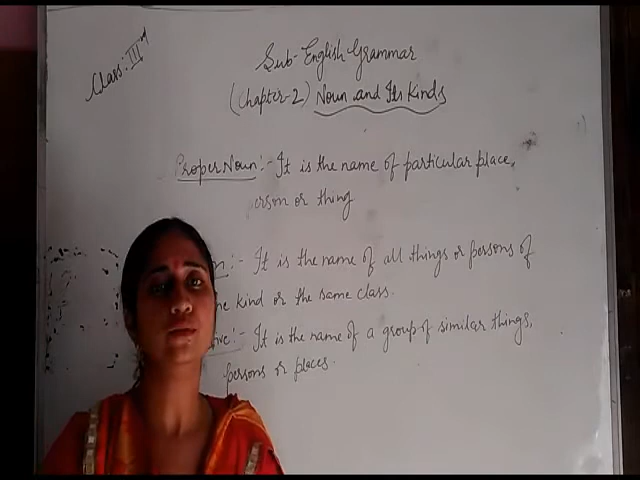 Class: III rd
Sub- English Grammar
(Chapter-2) Noun and Its Kinds
Proper Noun :- It is the name of particular place,
erson or thing
n :- It is the name of all things or persons of
ne kind or the same class.
ive :- It is the name of a group of similar things,
persons or places.